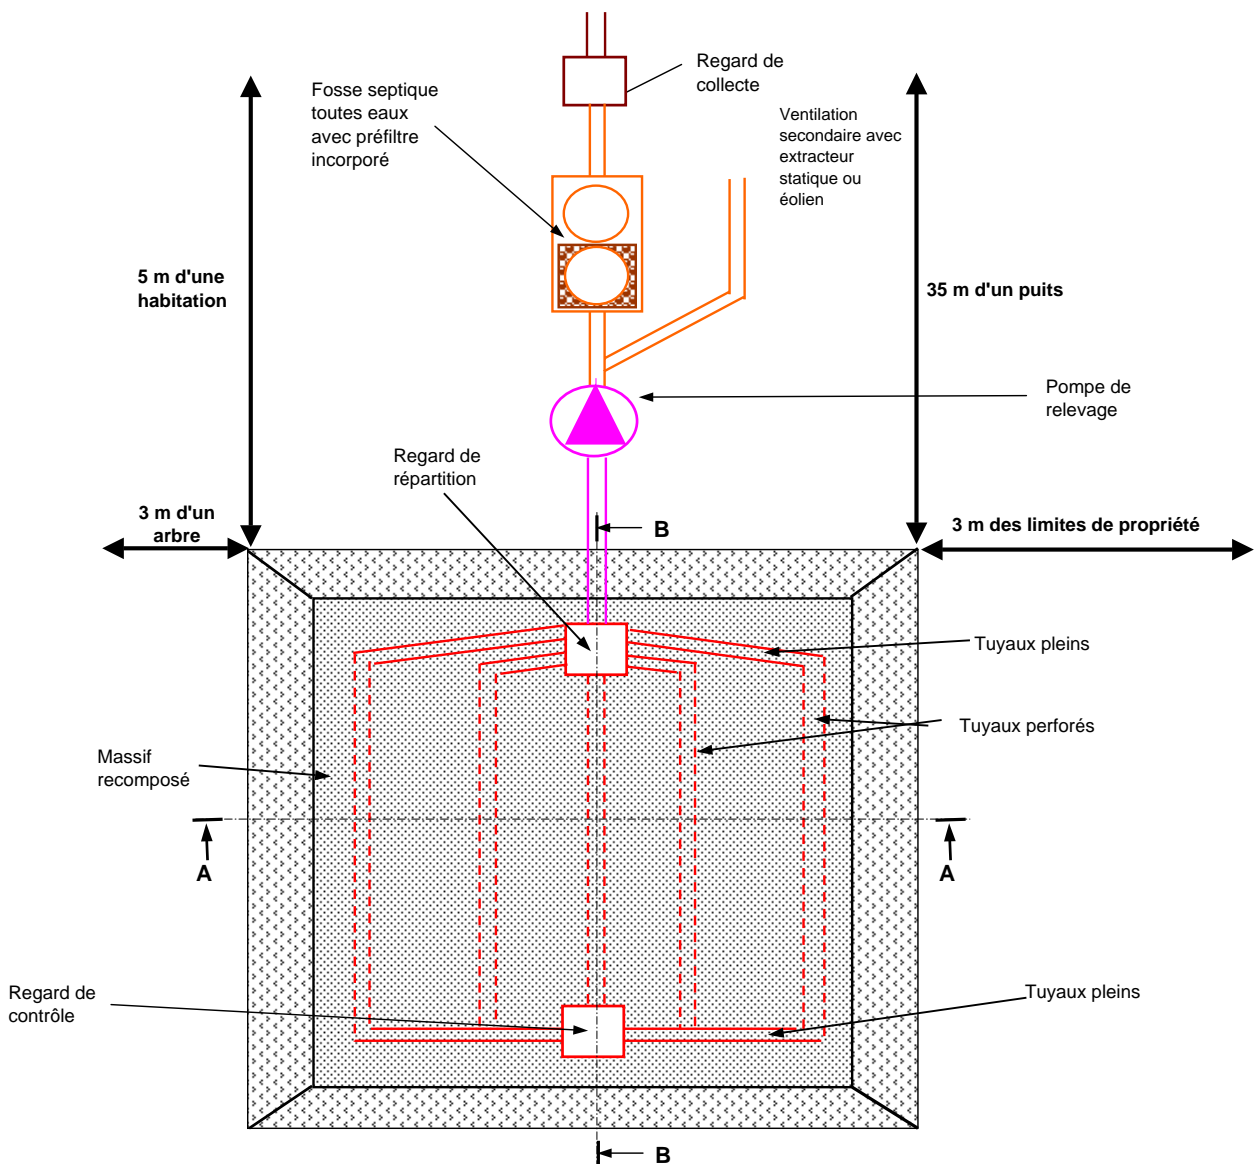 Regard de
collecte
Fosse septique
toutes eaux
avec préfiltre
incorporé
Ventilation
secondaire avec
extracteur
statique ou
éolien
5 m d'une
habitation
35 m d'un puits
Pompe de
relevage
Regard de
répartition
3 m d'un
arbre
B
3 m des limites de propriété
Tuyaux pleins
Tuyaux perforés
Massif
recomposé
A
A
Regard de
contrôle
Tuyaux pleins
B